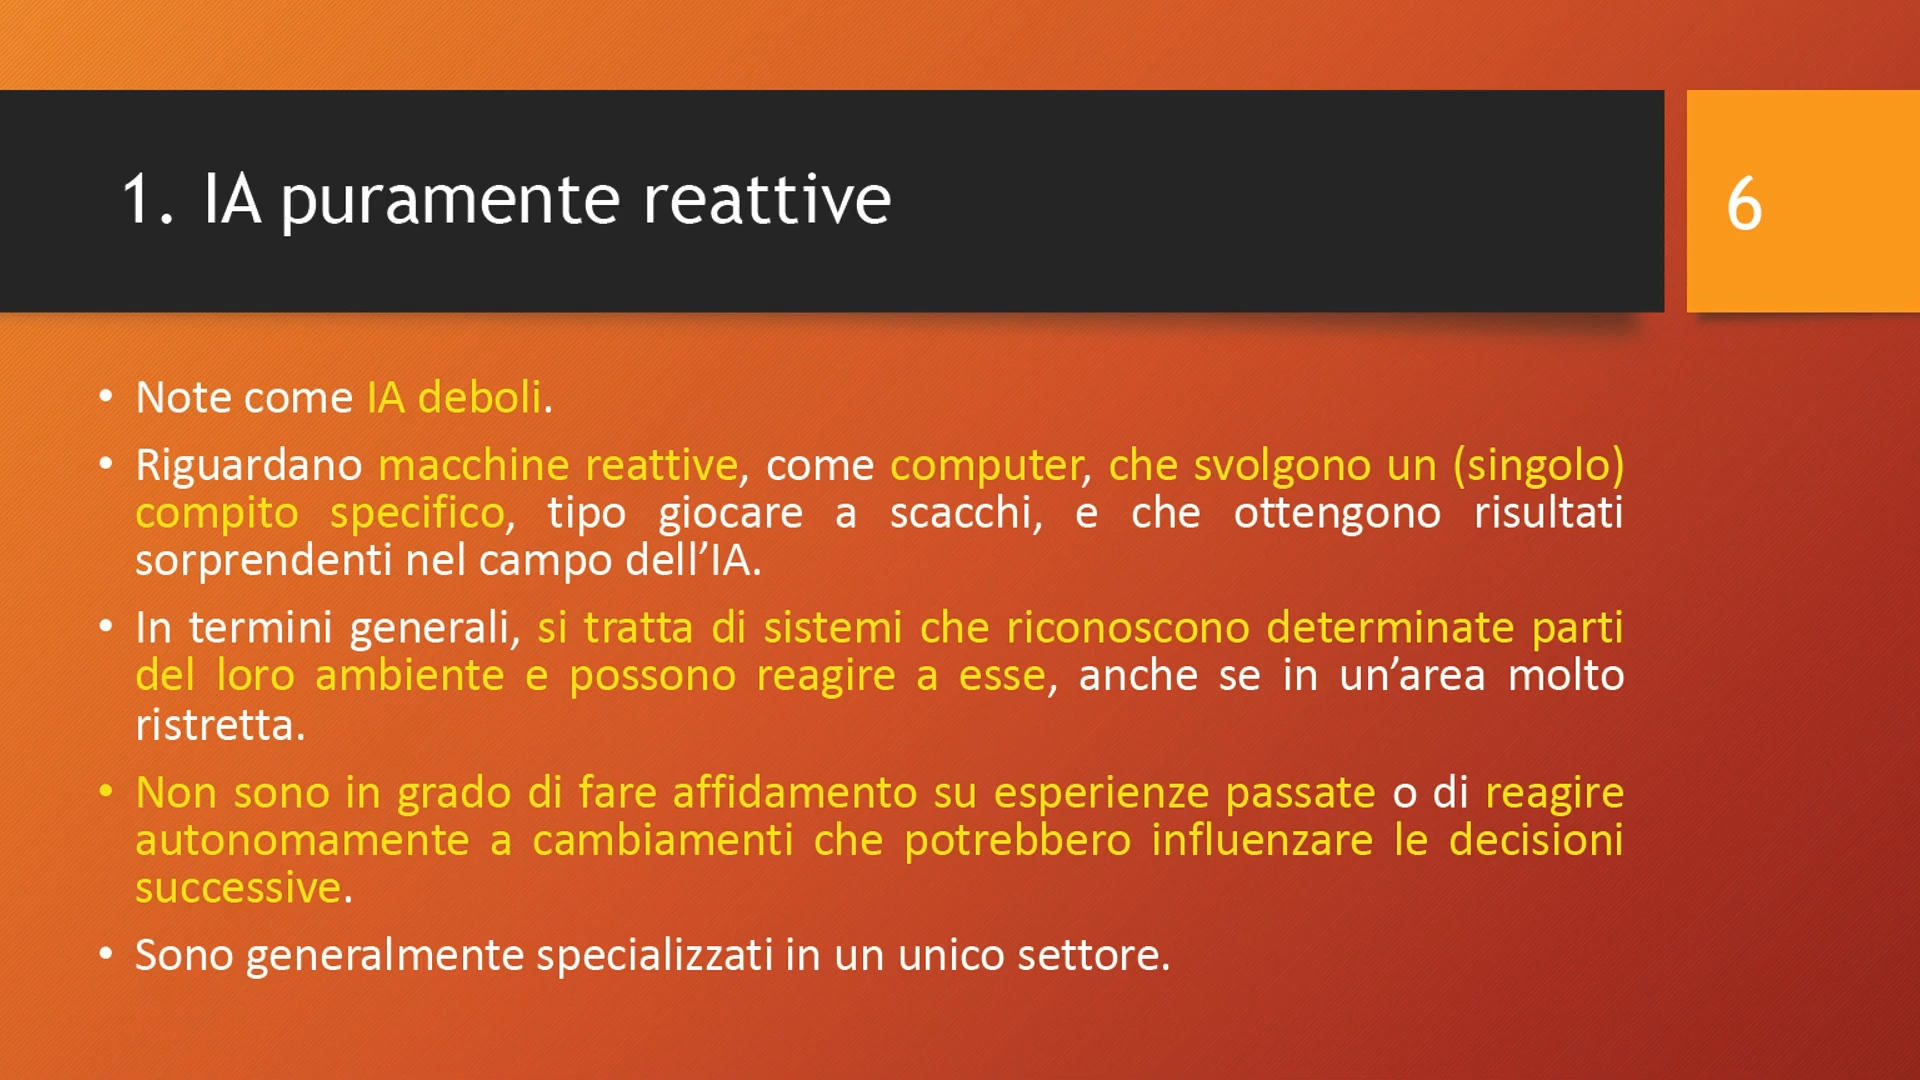 1. IA puramente reattive
6
• Note come IA deboli.
• Riguardano macchine reattive, come computer, che svolgono un (singolo)
compito specifico, tipo giocare a scacchi, e che ottengono risultati
sorprendenti nel campo dell’IA.
• In termini generali, si tratta di sistemi che riconoscono determinate parti
del loro ambiente e possono reagire a esse, anche se in un’area molto
ristretta.
• Non sono in grado di fare affidamento su esperienze passate o di reagire
autonomamente a cambiamenti che potrebbero influenzare le decisioni
successive.
• Sono generalmente specializzati in un unico settore.